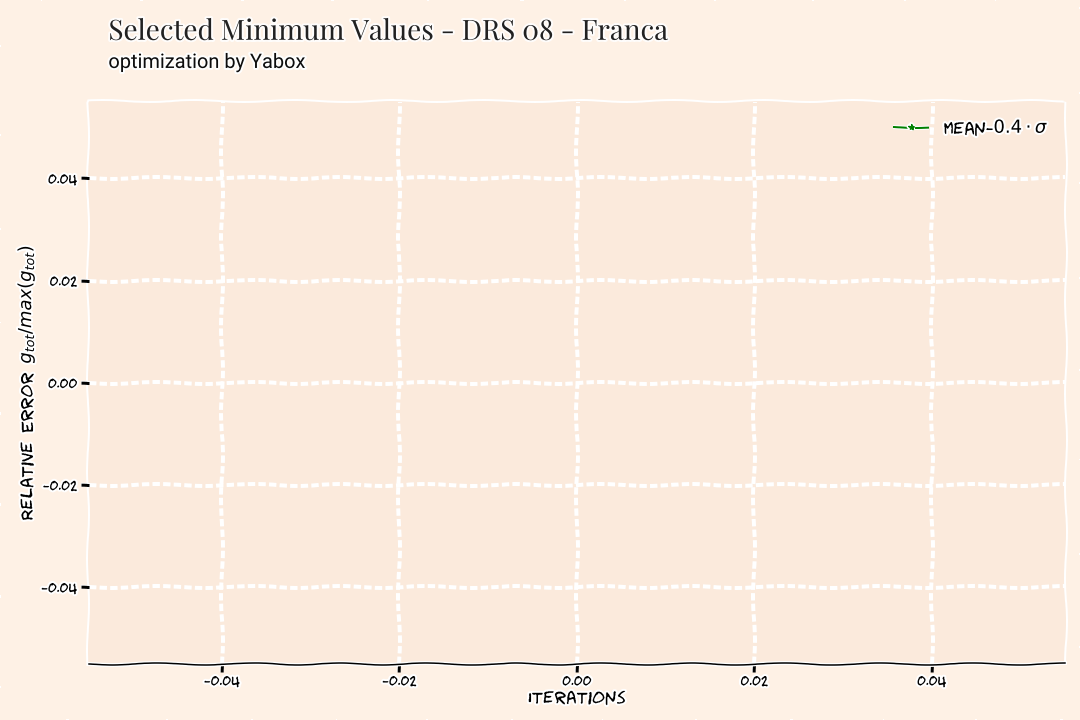 Selected Minimum Values - DRS 08 - Franca
optimization by Yabox
MEAN-0.4 · σ
RELATIVE ERROR g_tot/max(g_tot)
0.04
0.02
0.00
-0.02
-0.04
-0.04 -0.02 0.00 0.02 0.04
ITERATIONS